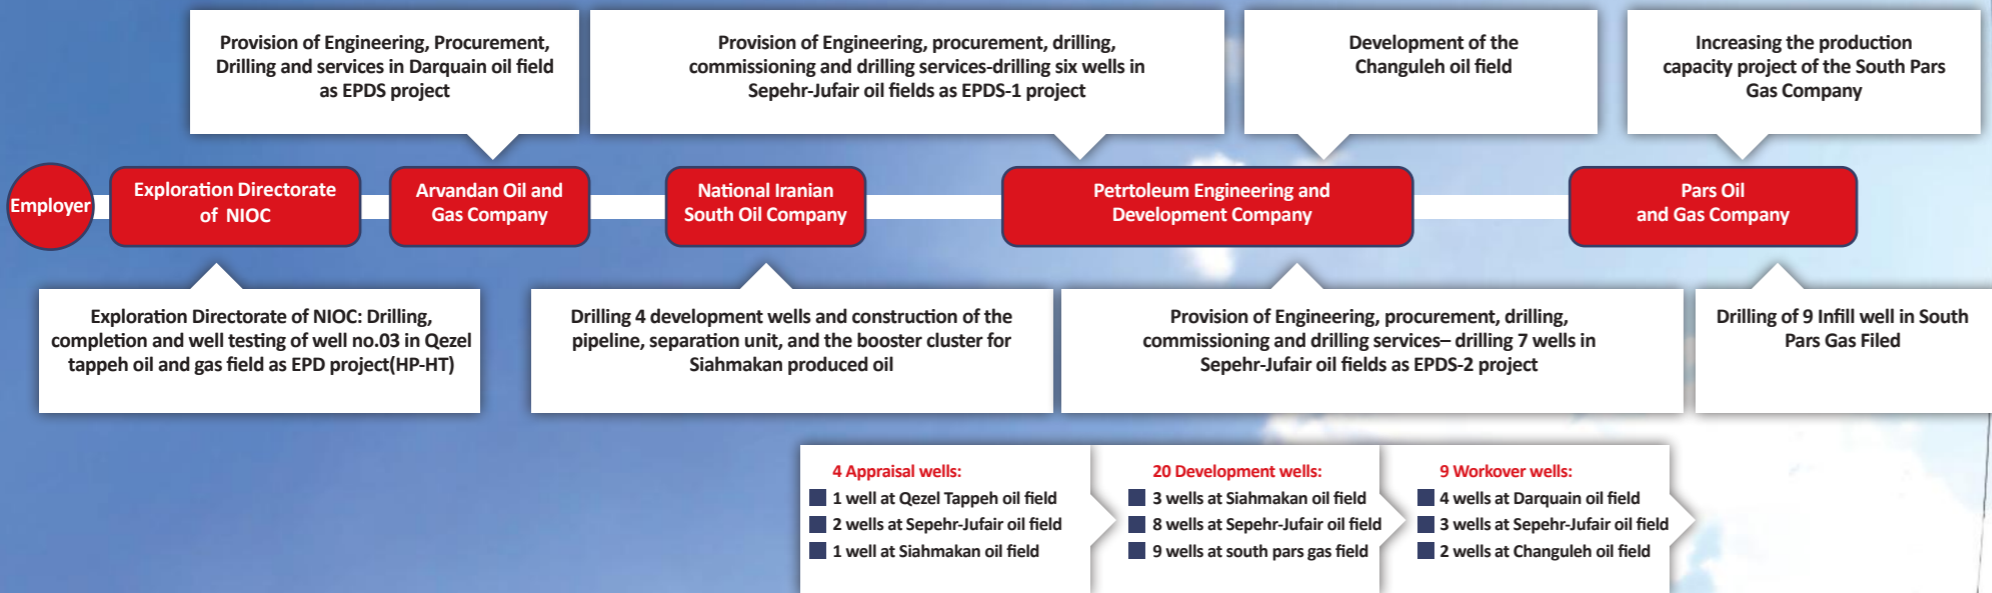 Provision of Engineering, Procurement,
Drilling and services in Darquain oil field
as EPDS project
Provision of Engineering, procurement, drilling,
commissioning and drilling services-drilling six wells in
Sepehr-Jufair oil fields as EPDS-1 project
Development of the
Changuleh oil field
Increasing the production
capacity project of the South Pars
Gas Company
Employer
Exploration Directorate
of NIOC
Arvandan Oil and
Gas Company
National Iranian
South Oil Company
Petrtoleum Engineering and
Development Company
Pars Oil
and Gas Company
Exploration Directorate of NIOC: Drilling,
completion and well testing of well no.03 in Qezel
tappeh oil and gas field as EPD project(HP-HT)
Drilling 4 development wells and construction of the
pipeline, separation unit, and the booster cluster for
Siahmakan produced oil
Provision of Engineering, procurement, drilling,
commissioning and drilling services– drilling 7 wells in
Sepehr-Jufair oil fields as EPDS-2 project
Drilling of 9 Infill well in South
Pars Gas Filed
4 Appraisal wells:
1 well at Qezel Tappeh oil field
2 wells at Sepehr-Jufair oil field
1 well at Siahmakan oil field
20 Development wells:
3 wells at Siahmakan oil field
8 wells at Sepehr-Jufair oil field
9 wells at south pars gas field
9 Workover wells:
4 wells at Darquain oil field
3 wells at Sepehr-Jufair oil field
2 wells at Changuleh oil field